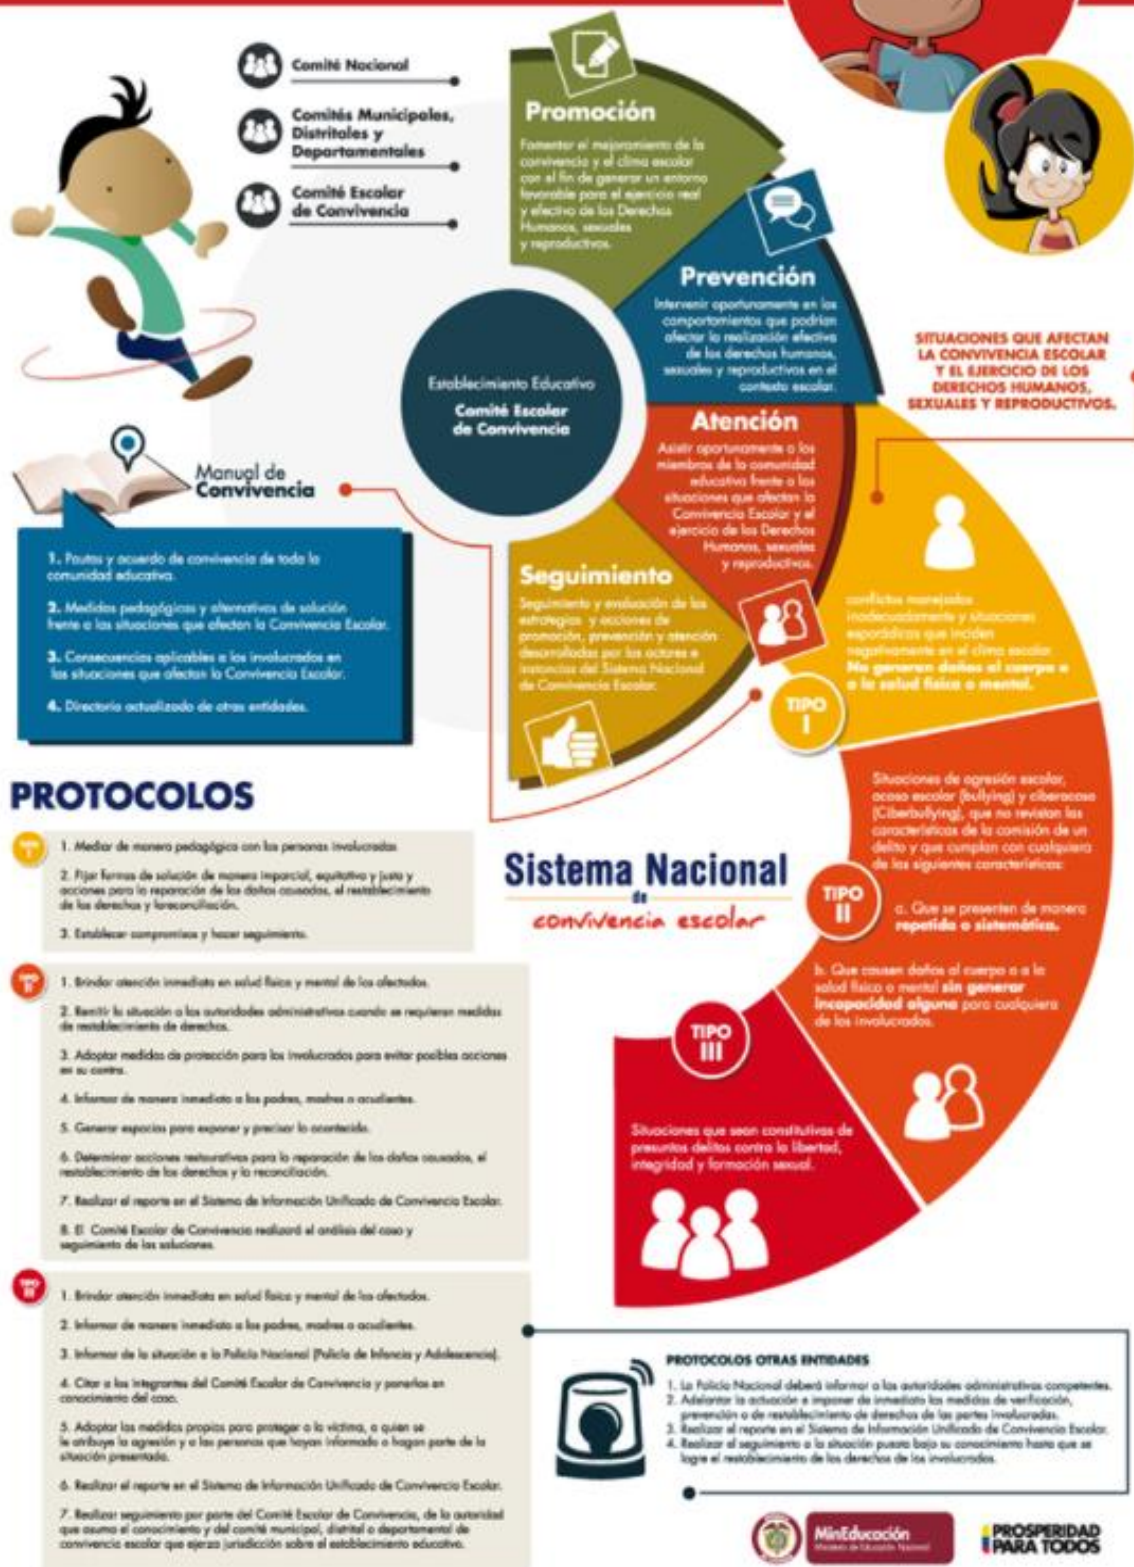 Comité Nacional
Comités Municipales,
Distritales y
Departamentales
Comité Escolar
de Convivencia
Promoción
Fomentar el mejoramiento de la
convivencia y el clima escolar
con el fin de generar un entorno
favorable para el ejercicio real
y efectivo de los Derechos
Humanos, sexuales
y reproductivos.
Prevención
Intervenir oportunamente en los
comportamientos que podrían
afectar la realización efectiva
de los derechos humanos,
sexuales y reproductivos en el
contexto escolar.
SITUACIONES QUE AFECTAN
LA CONVIVENCIA ESCOLAR
Y EL EJERCICIO DE LOS
DERECHOS HUMANOS,
SEXUALES Y REPRODUCTIVOS.
Establecimiento Educativo
Comité Escolar
de Convivencia
Atención
Asistir oportunamente a los
miembros de la comunidad
educativa frente a las
situaciones que afectan la
Convivencia Escolar y el
ejercicio de los Derechos
Humanos, sexuales
y reproductivos.
Seguimiento
Seguimiento y evaluación de las
estrategias y acciones de
promoción, prevención y atención
desarrolladas por los actores e
instancias del Sistema Nacional
de Convivencia Escolar.
Manual de
Convivencia
1. Pautas y acuerdo de convivencia de toda la
comunidad educativa.
2. Medidas pedagógicas y alternativas de solución
frente a las situaciones que afectan la Convivencia Escolar.
3. Consecuencias aplicables a los involucrados en
las situaciones que afectan la Convivencia Escolar.
4. Directorio actualizado de otras entidades.
conflictos manejados
inadecuadamente y situaciones
esporádicas que inciden
negativamente en el clima escolar.
No generan daños al cuerpo o
a la salud física o mental.
TIPO
I
Situaciones de agresión escolar,
acoso escolar (bullying) y ciberacoso
(Ciberbullying), que no revistan las
características de la comisión de un
delito y que cumplan con cualquiera
de las siguientes características:
TIPO
II
a. Que se presenten de manera
repetida o sistemática.
b. Que causen daños al cuerpo o a la
salud física o mental sin generar
incapacidad alguna para cualquiera
de los involucrados.
TIPO
III
Situaciones que sean constitutivas de
presuntos delitos contra la libertad,
integridad y formación sexual.
Sistema Nacional
de
convivencia escolar
PROTOCOLOS
TIPO
I
1. Mediar de manera pedagógica con las personas involucradas
2. Fijar formas de solución de manera imparcial, equitativa y justa y
acciones para la reparación de los daños causados, el restablecimiento
de los derechos y lareconciliación.
3. Establecer compromisos y hacer seguimiento.
TIPO
II
1. Brindar atención inmediata en salud física y mental de los afectados.
2. Remitir la situación a las autoridades administrativas cuando se requieran medidas
de restablecimiento de derechos.
3. Adoptar medidas de protección para los involucrados para evitar posibles acciones
en su contra.
4. Informar de manera inmediata a los padres, madres o acudientes.
5. Generar espacios para exponer y precisar lo acontecido.
6. Determinar acciones restaurativas para la reparación de los daños causados, el
restablecimiento de los derechos y la reconciliación.
7. Realizar el reporte en el Sistema de Información Unificado de Convivencia Escolar.
8. El Comité Escolar de Convivencia realizará el análisis del caso y
seguimiento de las soluciones.
TIPO
III
1. Brindar atención inmediata en salud física y mental de los afectados.
2. Informar de manera inmediata a los padres, madres o acudientes.
3. Informar de la situación a la Policía Nacional (Policía de Infancia y Adolescencia).
4. Citar a los integrantes del Comité Escolar de Convivencia y ponerlos en
conocimiento del caso.
5. Adoptar las medidas propias para proteger a la víctima, a quien se
le atribuye la agresión y a las personas que hayan informado o hagan parte de la
situación presentada.
6. Realizar el reporte en el Sistema de Información Unificado de Convivencia Escolar.
7. Realizar seguimiento por parte del Comité Escolar de Convivencia, de la autoridad
que asuma el conocimiento y del comité municipal, distrital o departamental de
convivencia escolar que ejerza jurisdicción sobre el establecimiento educativo.
PROTOCOLOS OTRAS ENTIDADES
1. La Policía Nacional deberá informar a las autoridades administrativas competentes.
2. Adelantar la actuación e imponer de inmediato las medidas de verificación,
prevención o de restablecimiento de derechos de las partes involucradas.
3. Realizar el reporte en el Sistema de Información Unificado de Convivencia Escolar.
4. Realizar el seguimiento a la situación puesta bajo su conocimiento hasta que se
logre el restablecimiento de los derechos de los involucrados.
MinEducación
Ministerio de Educación Nacional
PROSPERIDAD
PARA TODOS